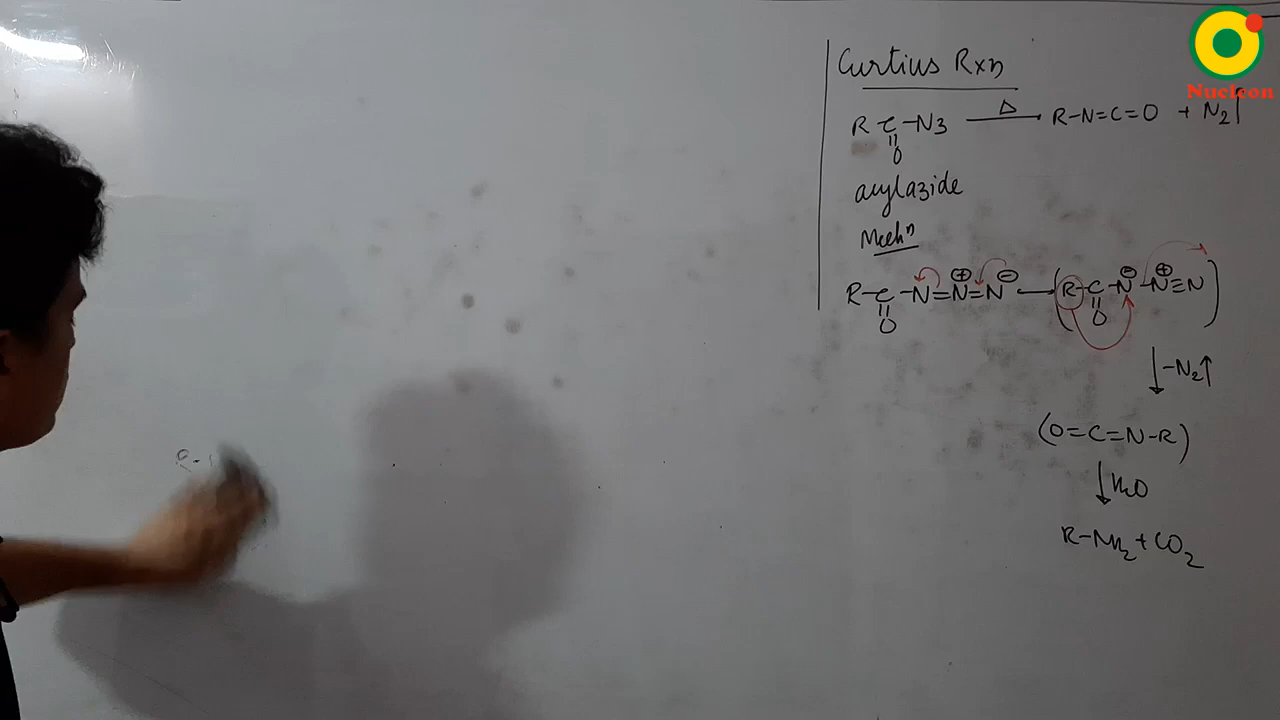 Nucleon
Curtius Rxn
R-C-N3 ―Δ→ R-N=C=O + N2↑
O
acylazide
Mechⁿ
R-C-N=N⊕=N⊖ → (R-C-N⊖-N⊕≡N)
O O
↓-N2↑
(O=C=N-R)
↓H2O
R-NH2+CO2